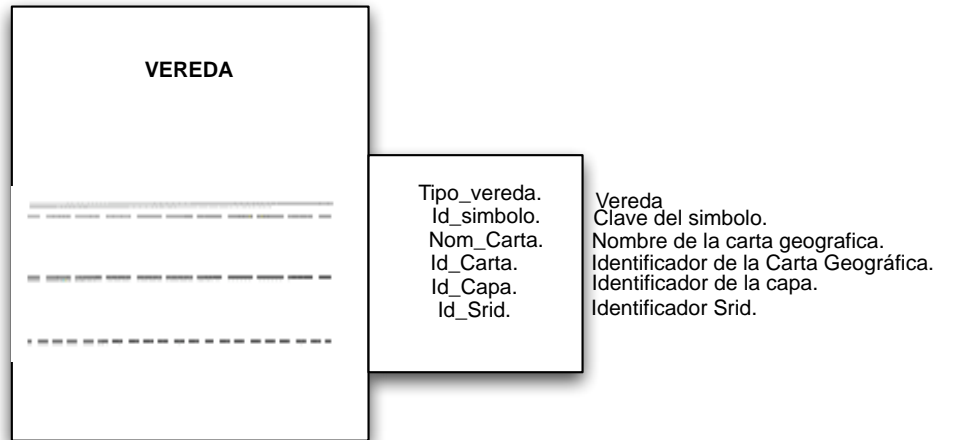 VEREDA
Tipo_vereda.
Vereda
Id_simbolo.
Clave del simbolo.
Nom_Carta.
Nombre de la carta geografica.
Id_Carta.
Identificador de la Carta Geográfica.
Id_Capa.
Identificador de la capa.
Id_Srid.
Identificador Srid.